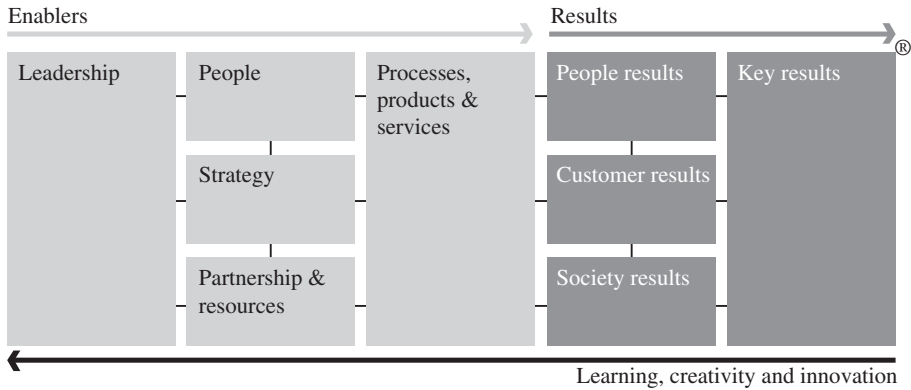 Enablers
Results
®
Leadership
People
Processes,
products &
services
People results
Key results
Strategy
Customer results
Partnership &
resources
Society results
Learning, creativity and innovation